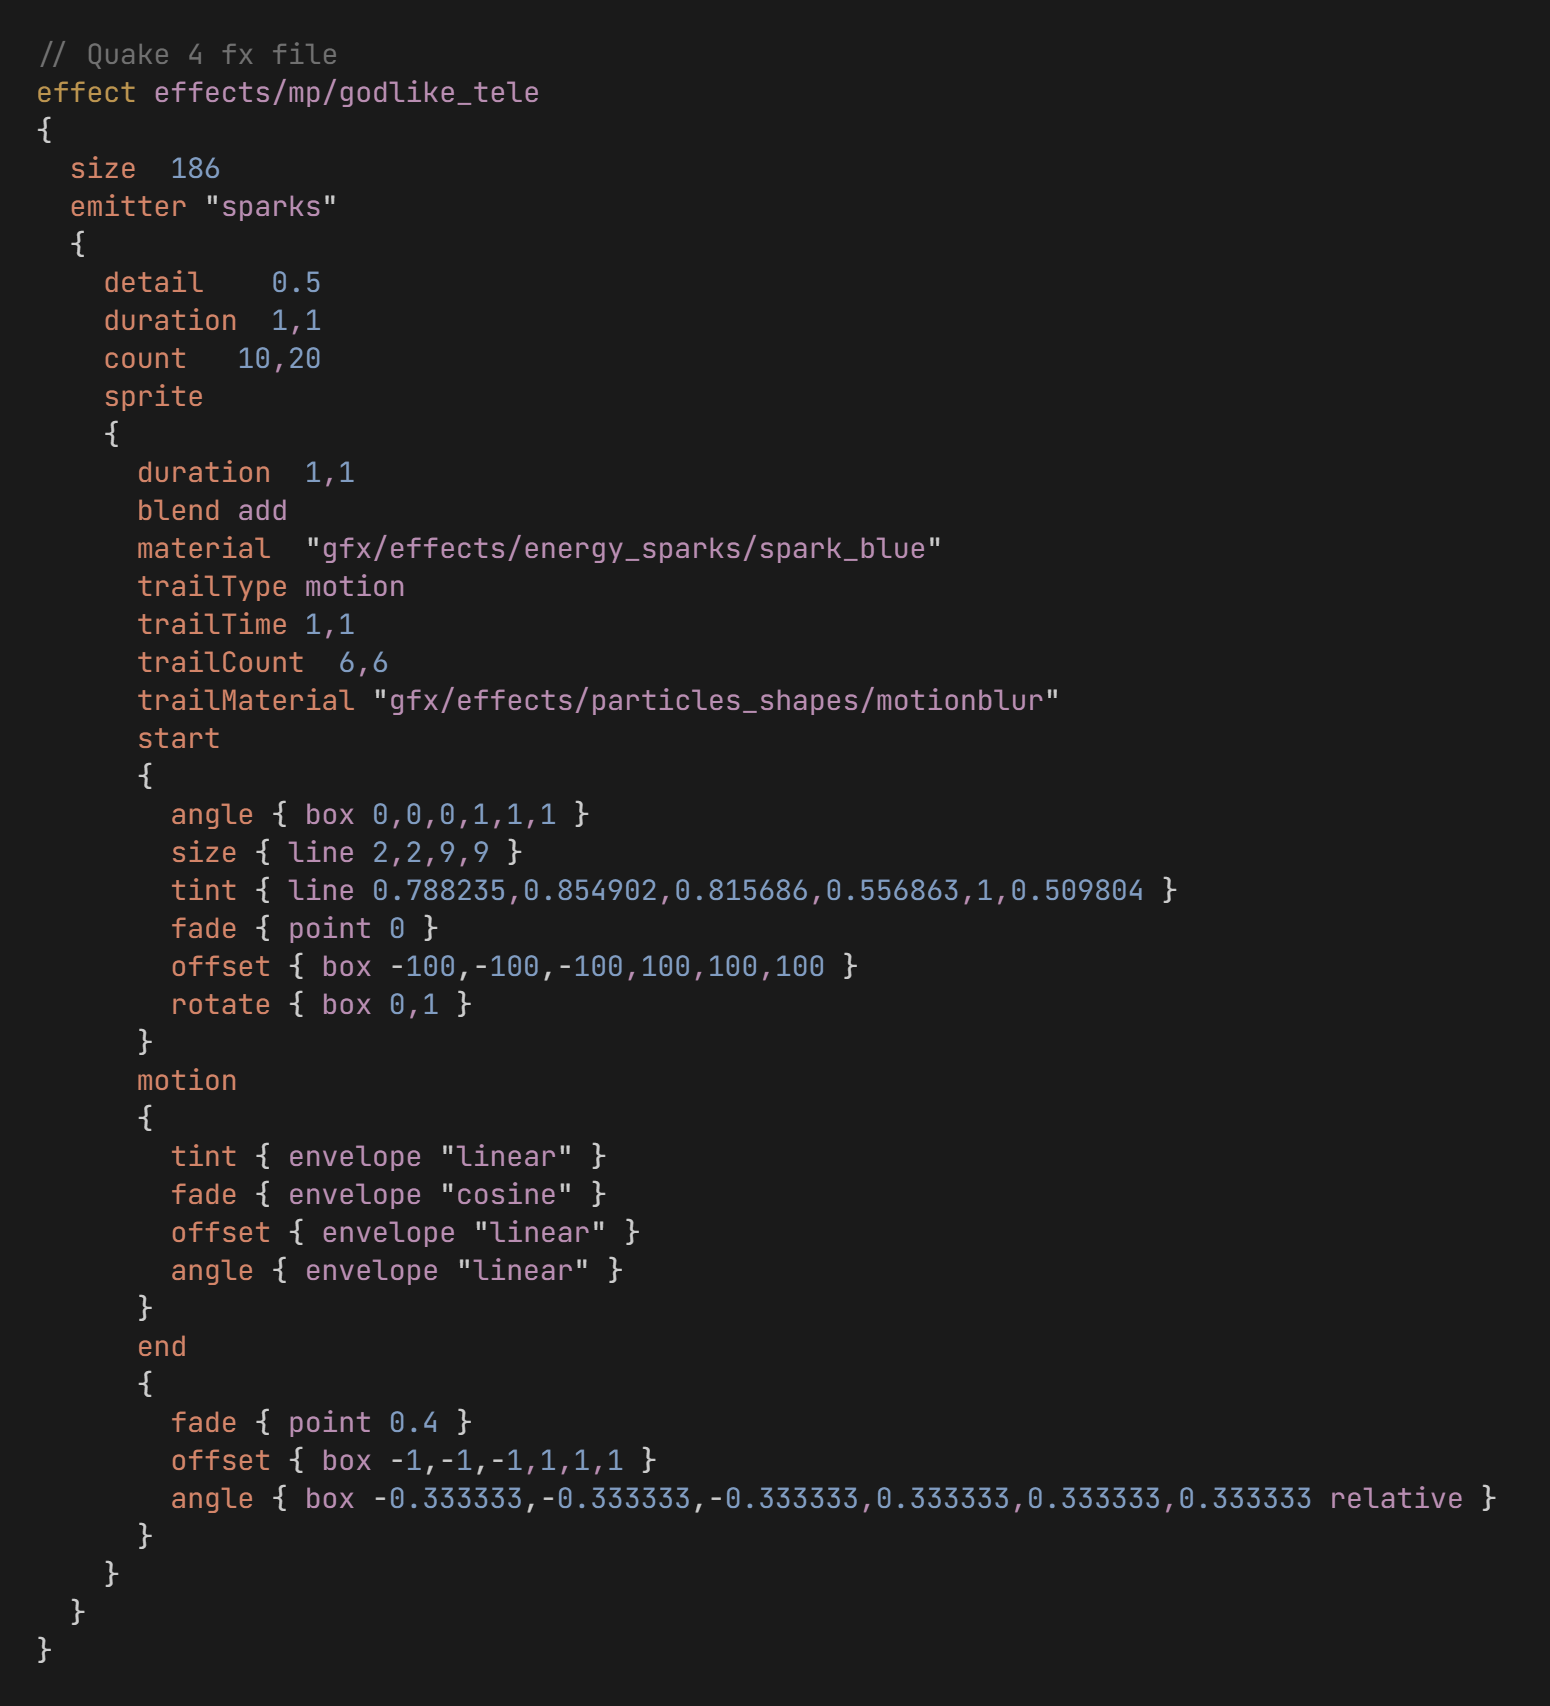 // Quake 4 fx file
effect effects/mp/godlike_tele
{
  size  186
  emitter "sparks"
  {
    detail    0.5
    duration  1,1
    count   10,20
    sprite
    {
      duration  1,1
      blend add
      material  "gfx/effects/energy_sparks/spark_blue"
      trailType motion
      trailTime 1,1
      trailCount  6,6
      trailMaterial "gfx/effects/particles_shapes/motionblur"
      start
      {
        angle { box 0,0,0,1,1,1 }
        size { line 2,2,9,9 }
        tint { line 0.788235,0.854902,0.815686,0.556863,1,0.509804 }
        fade { point 0 }
        offset { box -100,-100,-100,100,100,100 }
        rotate { box 0,1 }
      }
      motion
      {
        tint { envelope "linear" }
        fade { envelope "cosine" }
        offset { envelope "linear" }
        angle { envelope "linear" }
      }
      end
      {
        fade { point 0.4 }
        offset { box -1,-1,-1,1,1,1 }
        angle { box -0.333333,-0.333333,-0.333333,0.333333,0.333333,0.333333 relative }
      }
    }
  }
}